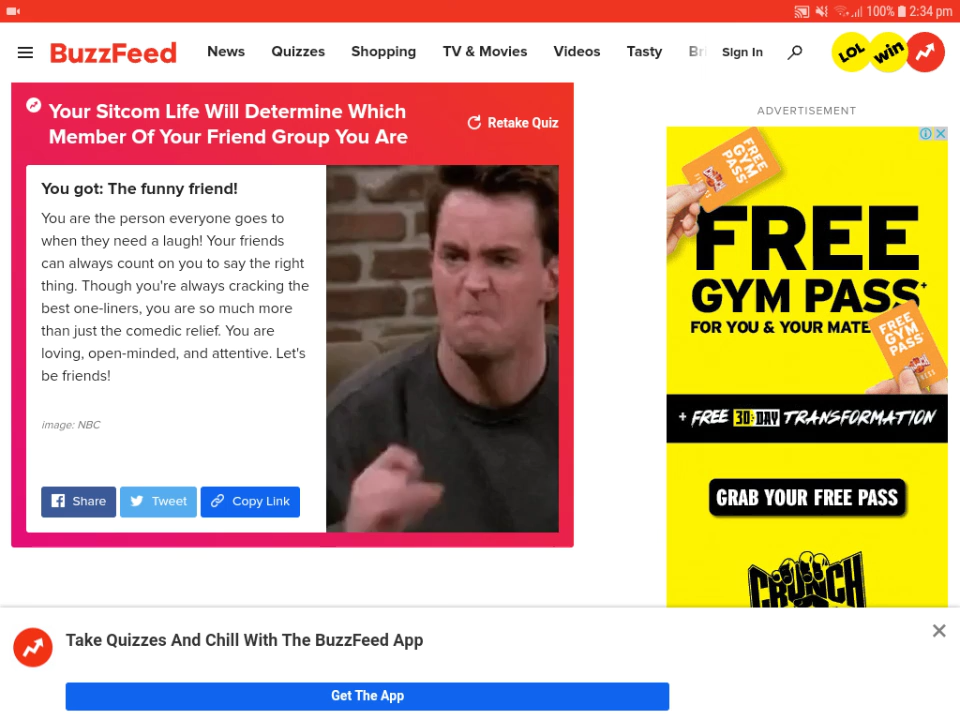 100% 2:34 pm
BuzzFeed
News Quizzes Shopping TV & Movies Videos Tasty Bri Sign In
LOL win
Your Sitcom Life Will Determine Which
Member Of Your Friend Group You Are
Retake Quiz
You got: The funny friend!
You are the person everyone goes to
when they need a laugh! Your friends
can always count on you to say the right
thing. Though you're always cracking the
best one-liners, you are so much more
than just the comedic relief. You are
loving, open-minded, and attentive. Let's
be friends!
image: NBC
Share Tweet Copy Link
ADVERTISEMENT
FREE
GYM
PASS
FREE
GYM PASS+
FOR YOU & YOUR MATE
FREE
GYM
PASS
+ FREE 30-DAY TRANSFORMATION
GRAB YOUR FREE PASS
CRUNCH
Take Quizzes And Chill With The BuzzFeed App
Get The App